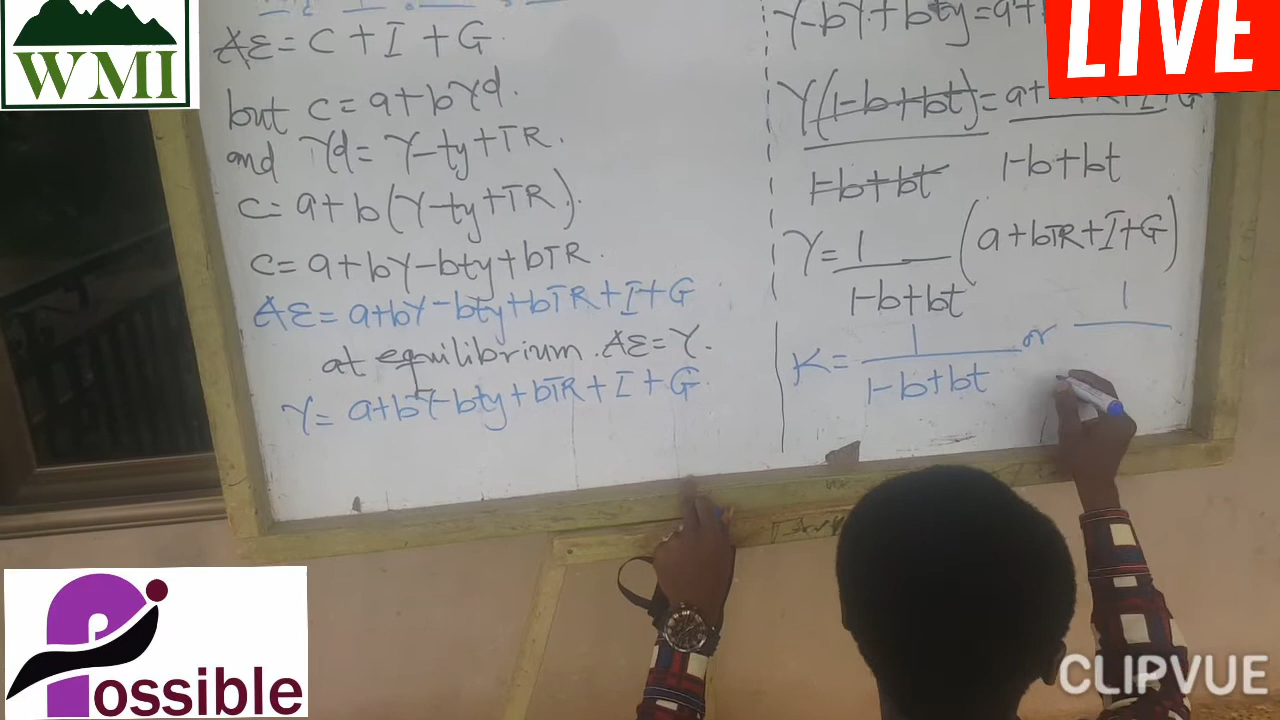 WMI
LIVE
AE = C + I + G.
but C = a + bYd.
and Yd = Y - ty + TR.
C = a + b(Y - ty + TR).
C = a + bY - bty + bTR.
AE = a + bY - bty + bTR + I + G
at equilibrium. AE = Y.
Y = a + bY - bty + bTR + I + G.
Y - bY + bty = a +
Y(1 - b + bt) = a + I + G
1 - b + bt 1 - b + bt
Y = 1 (a + bTR + I + G)
1 - b + bt
K = 1 or 1
1 - b + bt
Possible
CLIPVUE